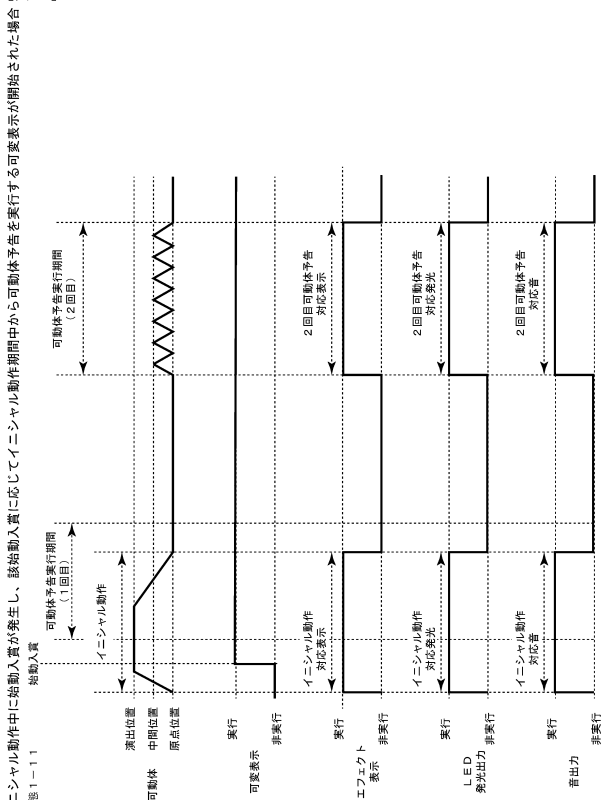 ニシャル動作中に始動入賞が発生し、該始動入賞に応じてイニシャル動作期間中から可動体予告を実行する可変表示が開始された場合
態1－11
始動入賞
可動体予告実行期間
（1回目）
可動体予告実行期間
（2回目）
イニシャル動作
可動体
演出位置
中間位置
原点位置
可変表示
実行
非実行
エフェクト
表示
実行
非実行
イニシャル動作
対応表示
2回目可動体予告
対応表示
LED
発光出力
実行
非実行
イニシャル動作
対応発光
2回目可動体予告
対応発光
音出力
実行
非実行
イニシャル動作
対応音
2回目可動体予告
対応音